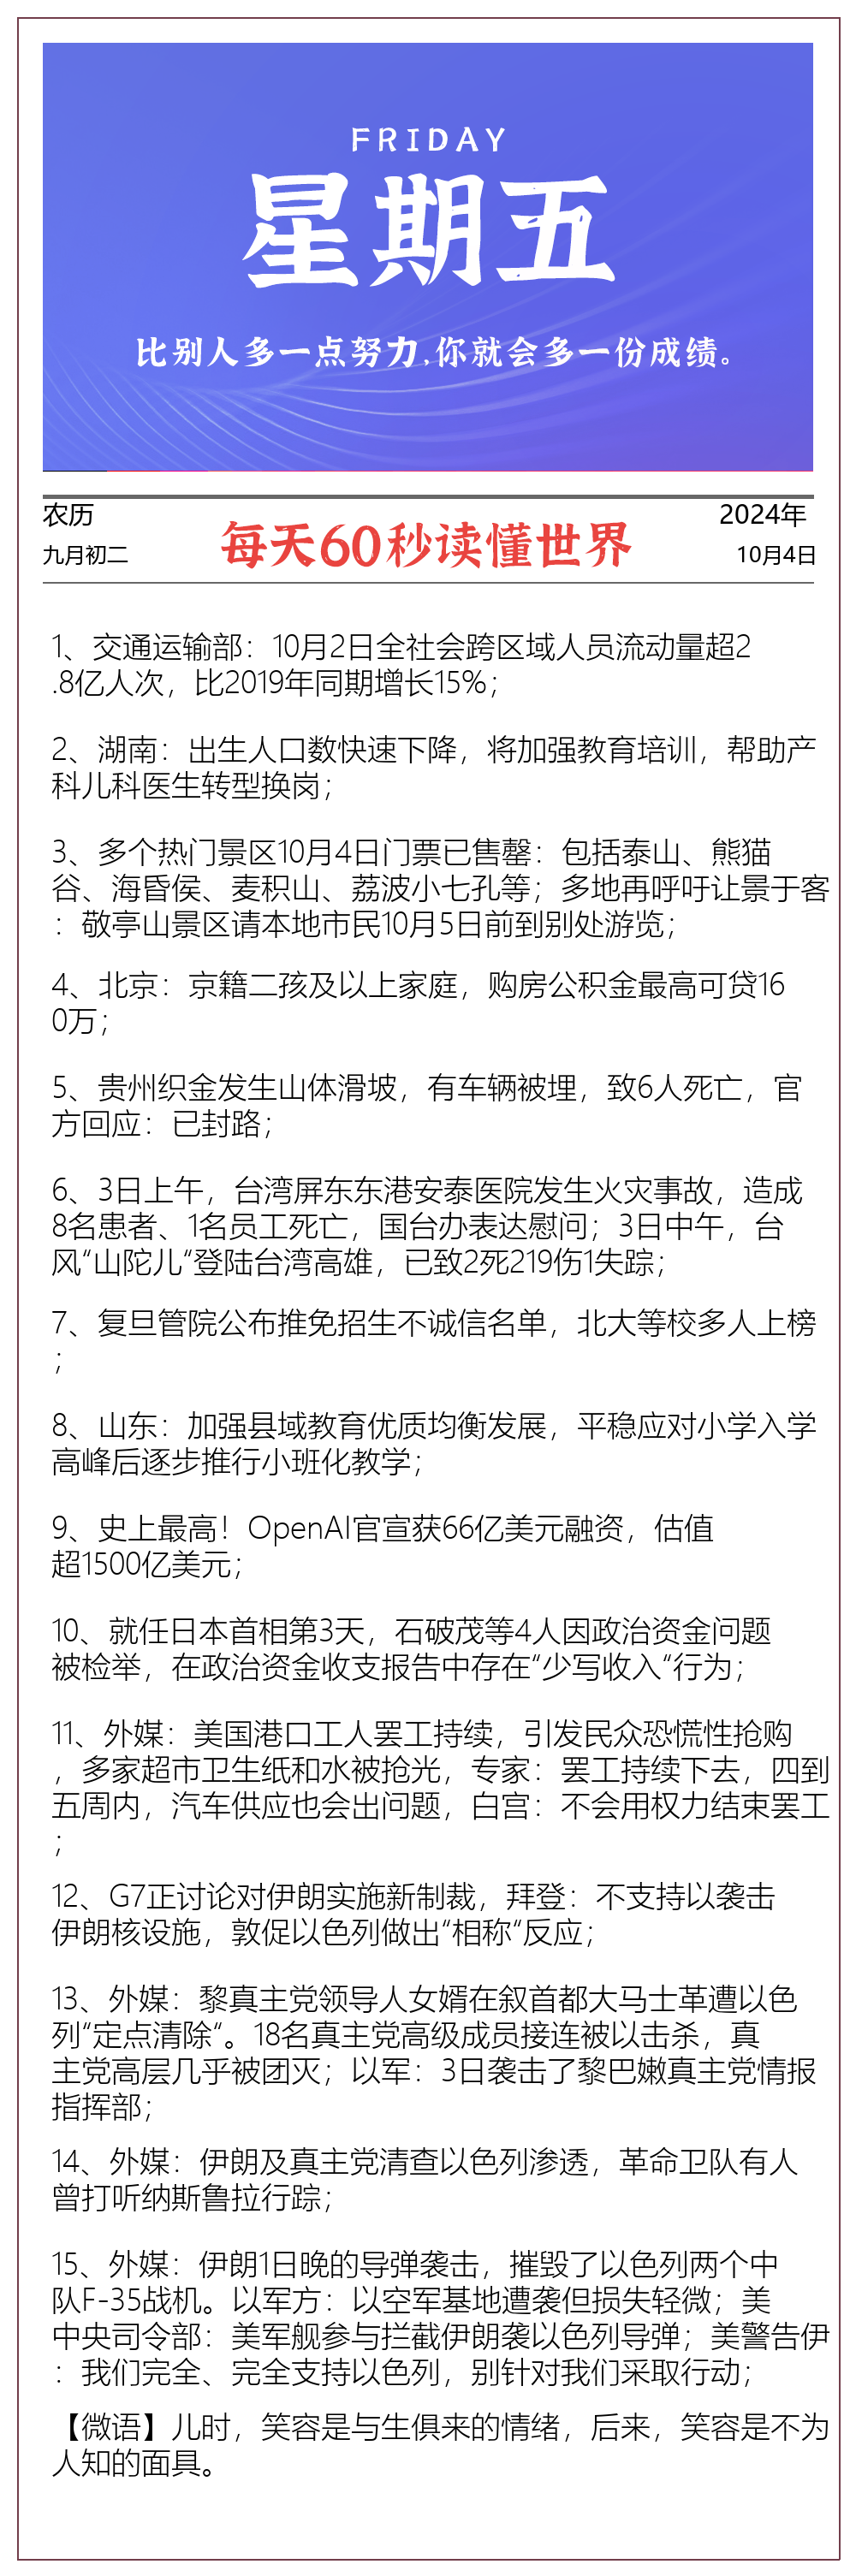 FRIDAY
星期五
比别人多一点努力,你就会多一份成绩。
农历
九月初二
每天60秒读懂世界
2024年
10月4日
1、交通运输部：10月2日全社会跨区域人员流动量超2
.8亿人次，比2019年同期增长15%；
2、湖南：出生人口数快速下降，将加强教育培训，帮助产
科儿科医生转型换岗；
3、多个热门景区10月4日门票已售罄：包括泰山、熊猫
谷、海昏侯、麦积山、荔波小七孔等；多地再呼吁让景于客
：敬亭山景区请本地市民10月5日前到别处游览；
4、北京：京籍二孩及以上家庭，购房公积金最高可贷16
0万；
5、贵州织金发生山体滑坡，有车辆被埋，致6人死亡，官
方回应：已封路；
6、3日上午，台湾屏东东港安泰医院发生火灾事故，造成
8名患者、1名员工死亡，国台办表达慰问；3日中午，台
风“山陀儿“登陆台湾高雄，已致2死219伤1失踪；
7、复旦管院公布推免招生不诚信名单，北大等校多人上榜
；
8、山东：加强县域教育优质均衡发展，平稳应对小学入学
高峰后逐步推行小班化教学；
9、史上最高！OpenAI官宣获66亿美元融资，估值
超1500亿美元；
10、就任日本首相第3天，石破茂等4人因政治资金问题
被检举，在政治资金收支报告中存在“少写收入“行为；
11、外媒：美国港口工人罢工持续，引发民众恐慌性抢购
，多家超市卫生纸和水被抢光，专家：罢工持续下去，四到
五周内，汽车供应也会出问题，白宫：不会用权力结束罢工
；
12、G7正讨论对伊朗实施新制裁，拜登：不支持以袭击
伊朗核设施，敦促以色列做出“相称“反应；
13、外媒：黎真主党领导人女婿在叙首都大马士革遭以色
列“定点清除“。18名真主党高级成员接连被以击杀，真
主党高层几乎被团灭；以军：3日袭击了黎巴嫩真主党情报
指挥部；
14、外媒：伊朗及真主党清查以色列渗透，革命卫队有人
曾打听纳斯鲁拉行踪；
15、外媒：伊朗1日晚的导弹袭击，摧毁了以色列两个中
队F-35战机。以军方：以空军基地遭袭但损失轻微；美
中央司令部：美军舰参与拦截伊朗袭以色列导弹；美警告伊
：我们完全、完全支持以色列，别针对我们采取行动；
【微语】儿时，笑容是与生俱来的情绪，后来，笑容是不为
人知的面具。